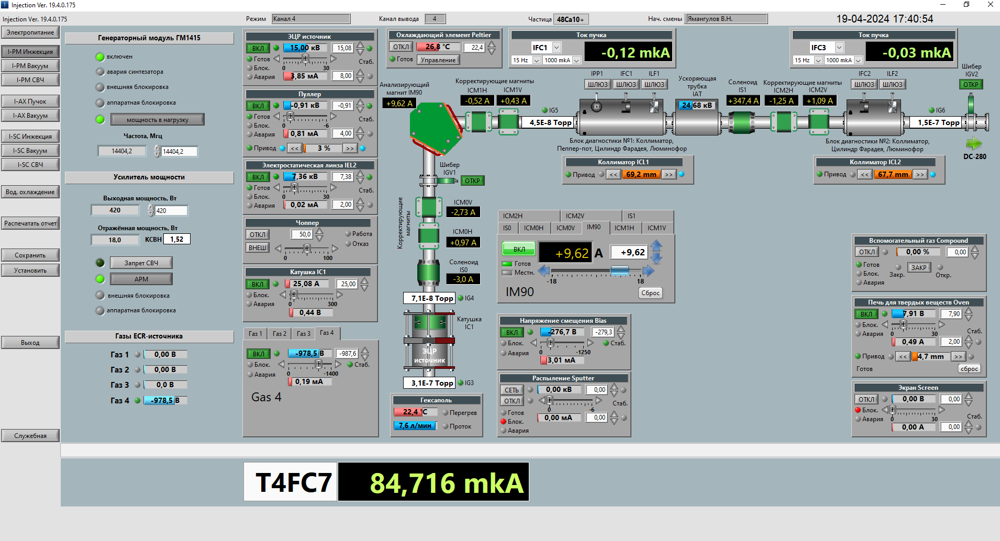 Injection Ver. 19.4.0.175
Injection Ver. 19.4.0.175
Режим Канал 4 Канал вывода 4 Частица 48Ca10+ Нач. смены Ямангулов В.Н. 19-04-2024 17:40:54
Электропитание
I-PM Инжекция
I-PM Вакуум
I-PM СВЧ
I-AX Пучок
I-AX Вакуум
I-SC Инжекция
I-SC Вакуум
I-SC СВЧ
Вод. охлаждение
Распечатать отчет
Сохранить
Установить
Выход
Служебная
Генераторный модуль ГМ1415
включен
авария синтезатора
внешняя блокировка
аппаратная блокировка
мощность в нагрузку
Частота, Мгц
14404,2 14404,2
Усилитель мощности
Выходная мощность, Вт
420 420
Отражённая мощность, Вт
18,0 КСВН 1,52
Запрет СВЧ
АРМ
внешняя блокировка
аппаратная блокировка
Газы ECR-источника
Газ 1 0,00 В
Газ 2 0,00 В
Газ 3 0,0 В
Газ 4 -978,5 В
ЭЦР источник
ВКЛ 15,00 кВ 15,08
Готов
Блок. 0 30 Стаб.
Авария 3,85 мА 8,00
Пуллер
ВКЛ -0,91 кВ -0,91
Готов
Блок. 0 -6 Стаб.
Авария 0,81 мА 4,00
Привод << 3 % >>
Электростатическая линза IEL2
ВКЛ 7,36 кВ 7,38
Готов
Блок. 0 30 Стаб.
Авария 0,02 мА 2,00
Чоппер
ОТКЛ 50,0 Работа
ВНЕШ Отказ
0 100
Катушка IC1
ВКЛ 25,08 А 25,00
Блок.
Авария 0 300
0,44 В
Газ 1 Газ 2 Газ 3 Газ 4
ВКЛ -978,5 В -987,6
Блок. Стаб.
Авария 0 -1400
0,19 мА
Gas 4
Охлаждающий элемент Peltier
ОТКЛ 26,8 °С 22,4
Готов Управление
Ток пучка
IFC1 -0,12 mkA
15 Hz 1000 mkA
Ток пучка
IFC3 -0,03 mkA
15 Hz 1000 mkA
Анализирующий
магнит IM90
+9,62 A
Корректирующие магниты
ICM1H ICM1V
-0,52 A +0,43 A
IPP1 IFC1 ILF1
ШЛЮЗ ШЛЮЗ ШЛЮЗ
Ускоряющая
трубка
IAT
24,68 кВ
Соленоид
IS1
+347,4 A
Корректирующие магниты
ICM2H ICM2V
-1,25 A +1,09 A
IFC2 ILF2
ШЛЮЗ ШЛЮЗ
Шибер
IGV2
ОТКР
IG5
4,5E-8 Торр
IG6
1,5E-7 Торр
Блок диагностики №1: Коллиматор,
Пеппер-пот, Цилиндр Фарадея, Люминофор
Блок диагностики №2: Коллиматор,
Цилиндр Фарадея, Люминофор
DC-280
Коллиматор ICL1
Привод << 69,2 mm >>
Коллиматор ICL2
Привод << 67,7 mm >>
Шибер
IGV1
ОТКР
Корректирующие
магниты
ICM0V
-2,73 A
ICM0H
+0,97 A
Соленоид
IS0
-3,0 A
7,1E-8 Торр IG4
Катушка
IC1
ЭЦР
источник
3,1E-7 Торр IG3
Гексаполь
22,4 °С Перегрев
7,6 л/мин Проток
ICM2H ICM2V IS1
IS0 ICM0H ICM0V IM90 ICM1H ICM1V
ВКЛ +9,62 A +9,62
Готов
Местн.
-18 18
IM90 Сброс
Напряжение смещения Bias
ВКЛ -276,7 В -279,3
Блок. Стаб.
Авария 0 -1250
3,01 мА
Распыление Sputter
СЕТЬ 0,00 кВ 0,00
ОТКЛ Стаб.
Готов 0 -6
Блок. 0,00 мА 0,00
Авария
Вспомогательный газ Compound
ОТКЛ 0,00 % 0,00
Готов
Блок. Закр. ЗАКР Откр.
Авария
Печь для твердых веществ Oven
ВКЛ 7,91 В 7,90
Блок.
Авария 0 30 Стаб.
0,49 А 2,00
Привод << 4,7 mm >>
Готов сброс
Экран Screen
ОТКЛ 0,00 В 0,00
Блок.
Авария 0 30 Стаб.
0,00 А 0,00
T4FC7 84,716 mkA